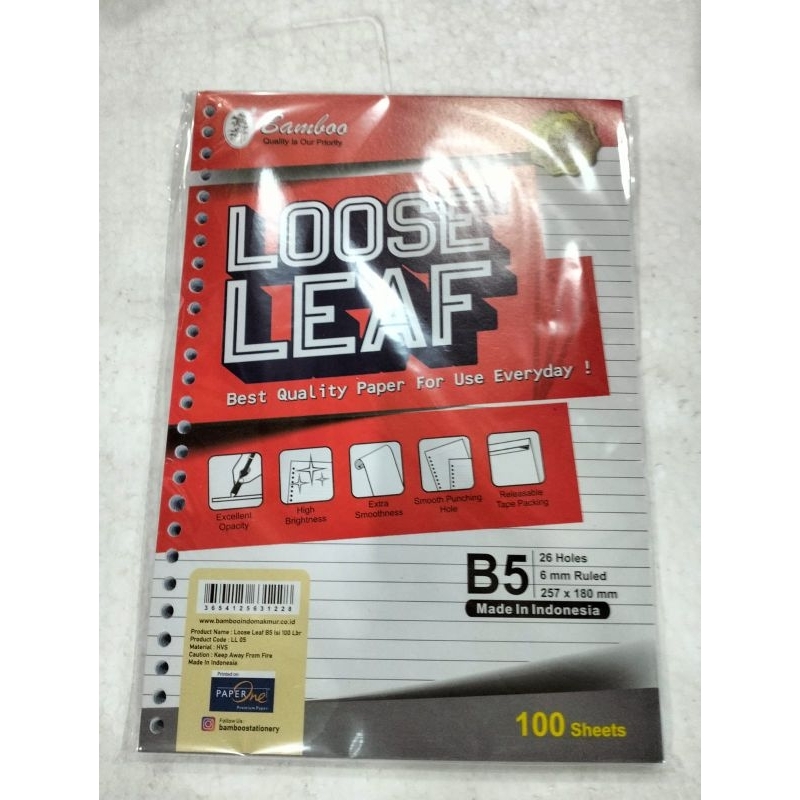 Bamboo
Quality is Our Priority
LOOSE
LEAF
Best Quality Paper For Use Everyday !
Excellent
Opacity
High
Brightness
Extra
Smoothness
Smooth Punching
Hole
Releasable
Tape Packing
B5
26 Holes
6 mm Ruled
257 x 180 mm
Made In Indonesia
3654125631228
www.bambooindomakmur.co.id
Product Name : Loose Leaf B5 Isi 100 Lbr
Product Code : LL 05
Material : HVS
Caution : Keep Away From Fire
Made In Indonesia
Printed on:
PAPER One
Premium Paper
Follow Us:
bamboostationery
100 Sheets